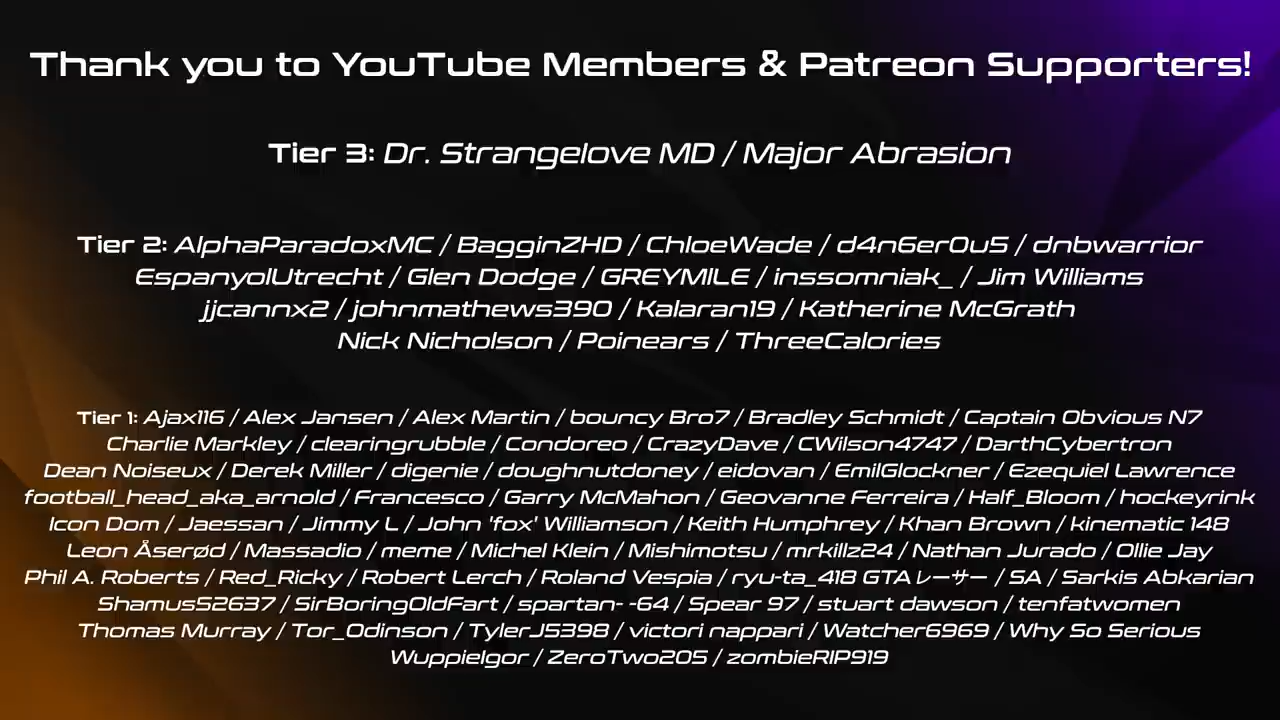 Thank you to YouTube Members & Patreon Supporters!
Tier 3: Dr. Strangelove MD / Major Abrasion
Tier 2: AlphaParadoxMC / BagginZHD / ChloeWade / d4n6er0u5 / dnbwarrior
EspanyolUtrecht / Glen Dodge / GREYMILE / inssomniak_ / Jim Williams
jjcannx2 / johnmathews390 / Kalaran19 / Katherine McGrath
Nick Nicholson / Poinears / ThreeCalories
Tier 1: Ajax116 / Alex Jansen / Alex Martin / bouncy Bro7 / Bradley Schmidt / Captain Obvious N7
Charlie Markley / clearingrubble / Condoreo / CrazyDave / CWilson4747 / DarthCybertron
Dean Noiseux / Derek Miller / digenie / doughnutdoney / eidovan / EmilGlockner / Ezequiel Lawrence
football_head_aka_arnold / Francesco / Garry McMahon / Geovanne Ferreira / Half_Bloom / hockeyrink
Icon Dom / Jaessan / Jimmy L / John 'fox' Williamson / Keith Humphrey / Khan Brown / kinematic 148
Leon Åserød / Massadio / meme / Michel Klein / Mishimotsu / mrkillz24 / Nathan Jurado / Ollie Jay
Phil A. Roberts / Red_Ricky / Robert Lerch / Roland Vespia / ryu-ta_418 GTAレーサー / SA / Sarkis Abkarian
Shamus52637 / SirBoringOldFart / spartan- -64 / Spear 97 / stuart dawson / tenfatwomen
Thomas Murray / Tor_Odinson / TylerJ5398 / victori nappari / Watcher6969 / Why So Serious
WuppieIgor / ZeroTwo205 / zombieRIP919